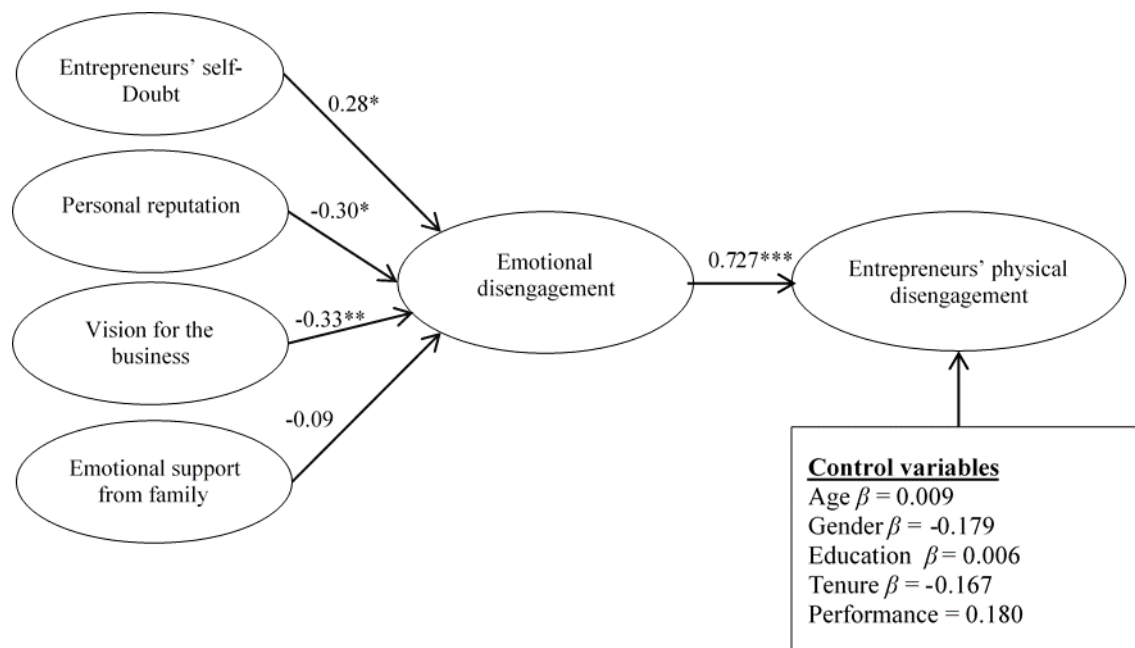 Entrepreneurs’ self-
Doubt
0.28*
Personal reputation
-0.30*
Vision for the
business
-0.33**
Emotional support
from family
-0.09
Emotional
disengagement
0.727***
Entrepreneurs’ physical
disengagement
Control variables
Age β = 0.009
Gender β = -0.179
Education β = 0.006
Tenure β = -0.167
Performance = 0.180